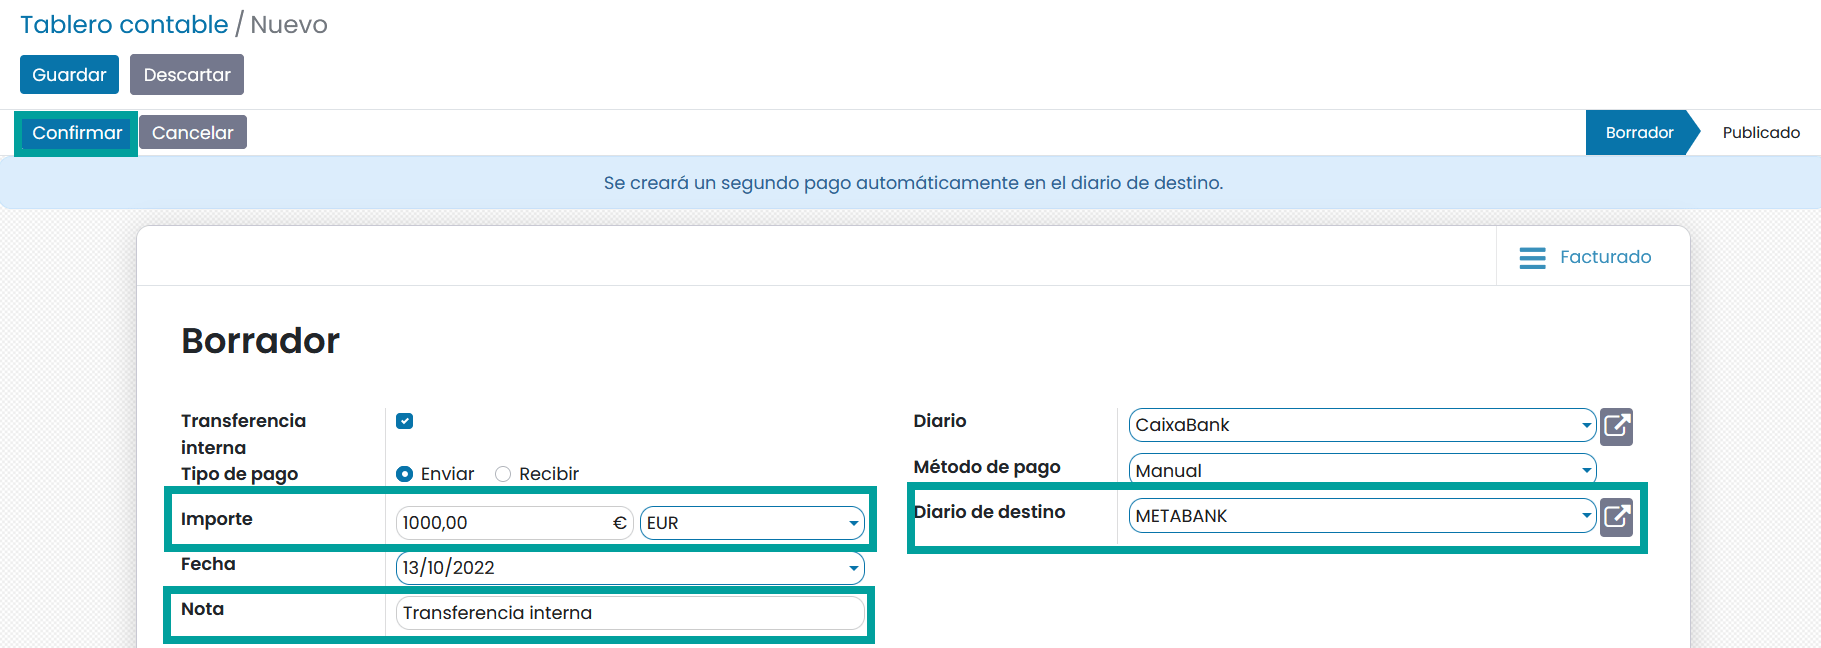 Tablero contable / Nuevo
Guardar Descartar
Confirmar Cancelar Borrador Publicado
Se creará un segundo pago automáticamente en el diario de destino.
Facturado
Borrador
Transferencia interna
Tipo de pago Enviar Recibir
Importe 1000,00 € EUR
Fecha 13/10/2022
Nota Transferencia interna
Diario CaixaBank
Método de pago Manual
Diario de destino METABANK